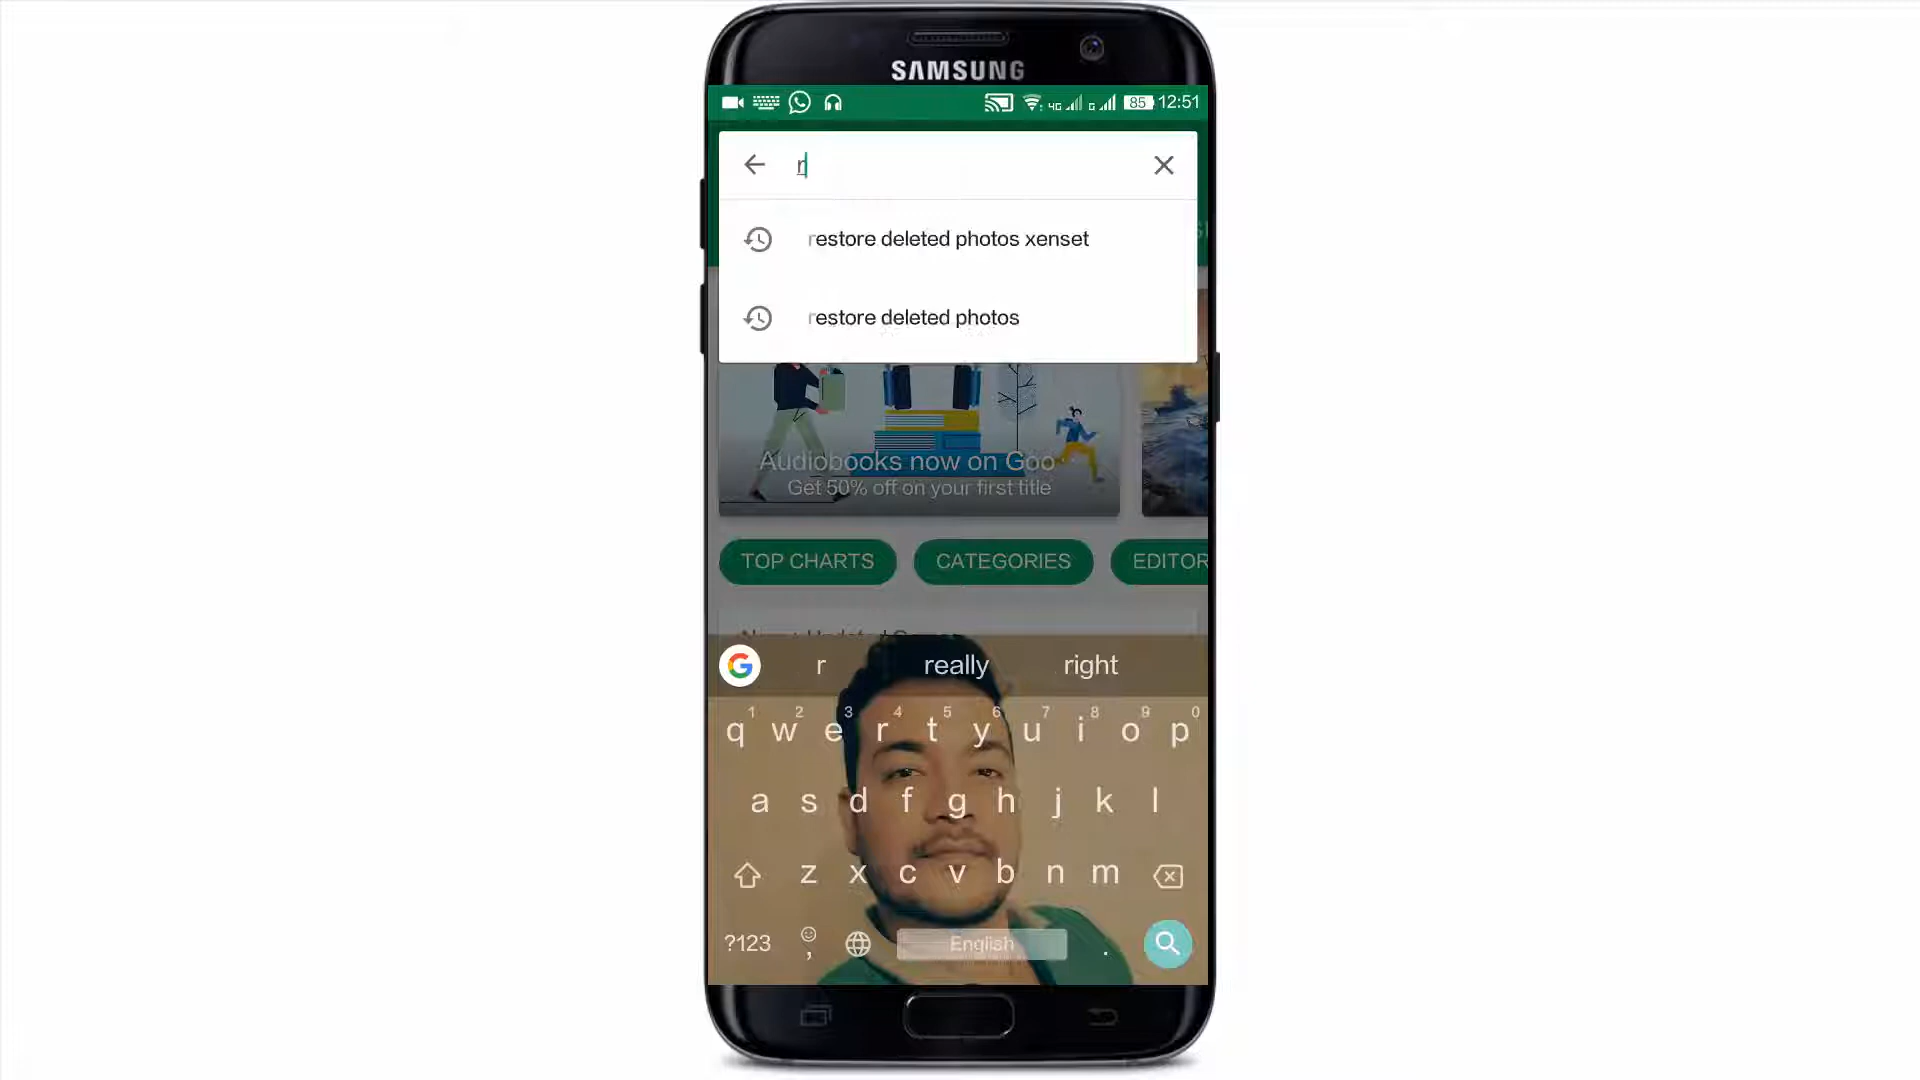 SAMSUNG
4G G 85 12:51
r
restore deleted photos xenset
restore deleted photos
Audiobooks now on Goo
Get 50% off on your first title
TOP CHARTS CATEGORIES EDITOR
G r really right
1 2 3 4 5 6 7 8 9 0
q w e r t y u i o p
a s d f g h j k l
z x c v b n m
?123 , English .